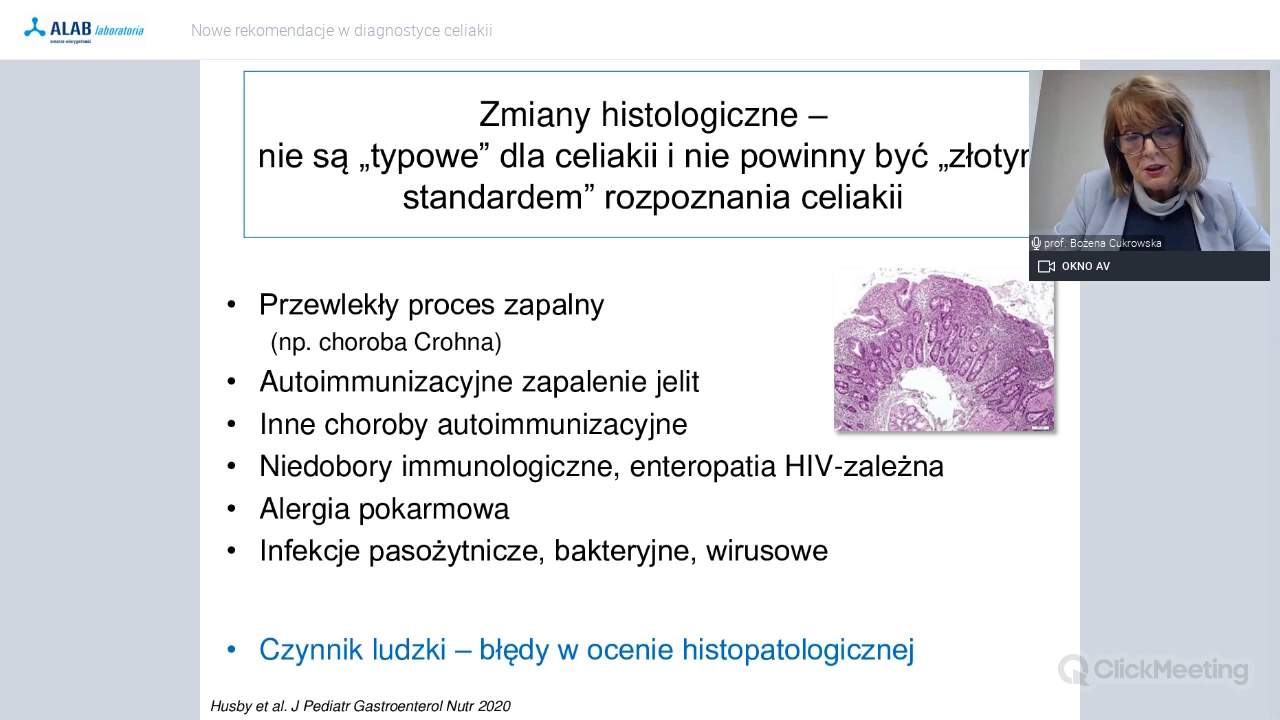 ALAB laboratoria
Nowe rekomendacje w diagnostyce celiakii
Zmiany histologiczne –
nie są „typowe” dla celiakii i nie powinny być
standardem” rozpoznania celiakii
prof. Bożena Cukrowska
OKNO AV
• Przewlekły proces zapalny
(np. choroba Crohna)
• Autoimmunizacyjne zapalenie jelit
• Inne choroby autoimmunizacyjne
• Niedobory immunologiczne, enteropatia HIV-zależna
• Alergia pokarmowa
• Infekcje pasożytnicze, bakteryjne, wirusowe
• Czynnik ludzki – błędy w ocenie histopatologicznej
ClickMeeting
Husby et al. J Pediatr Gastroenterol Nutr 2020